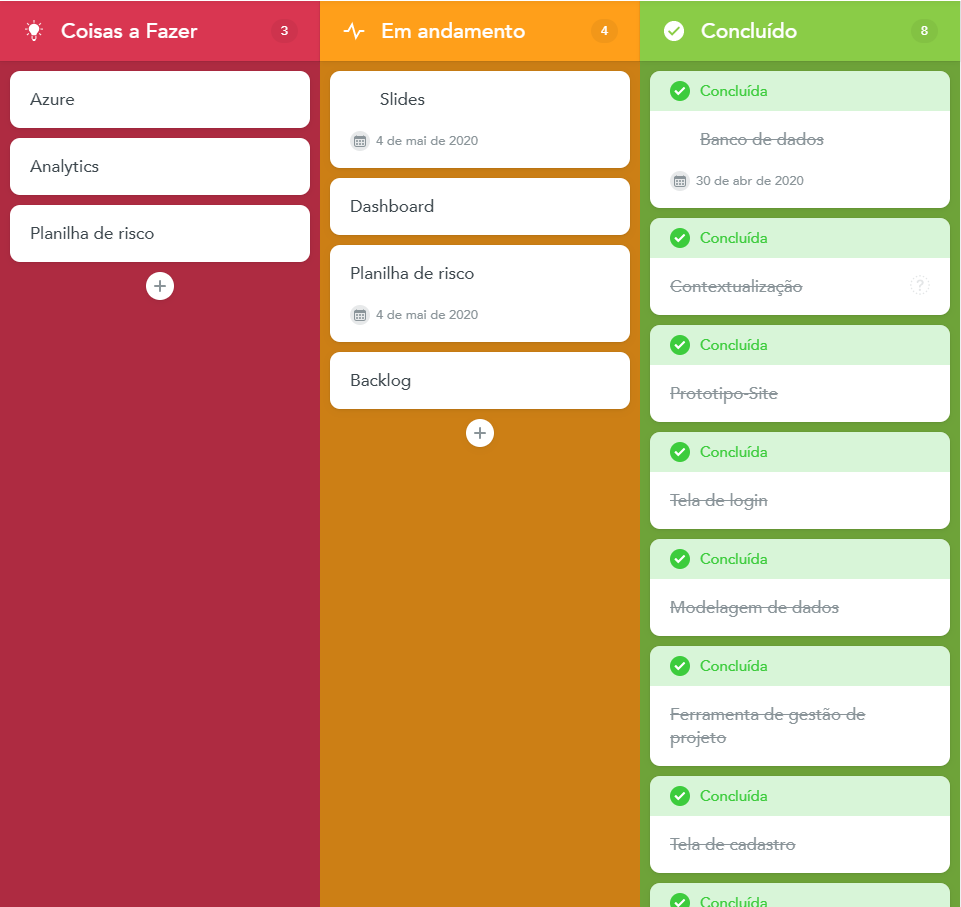 Coisas a Fazer
3
Azure
Analytics
Planilha de risco
Em andamento
4
Slides
4 de mai de 2020
Dashboard
Planilha de risco
4 de mai de 2020
Backlog
Concluído
8
Concluída
Banco de dados
30 de abr de 2020
Concluída
Contextualização
?
Concluída
Prototipo-Site
Concluída
Tela de login
Concluída
Modelagem de dados
Concluída
Ferramenta de gestão de
projeto
Concluída
Tela de cadastro
Concluída